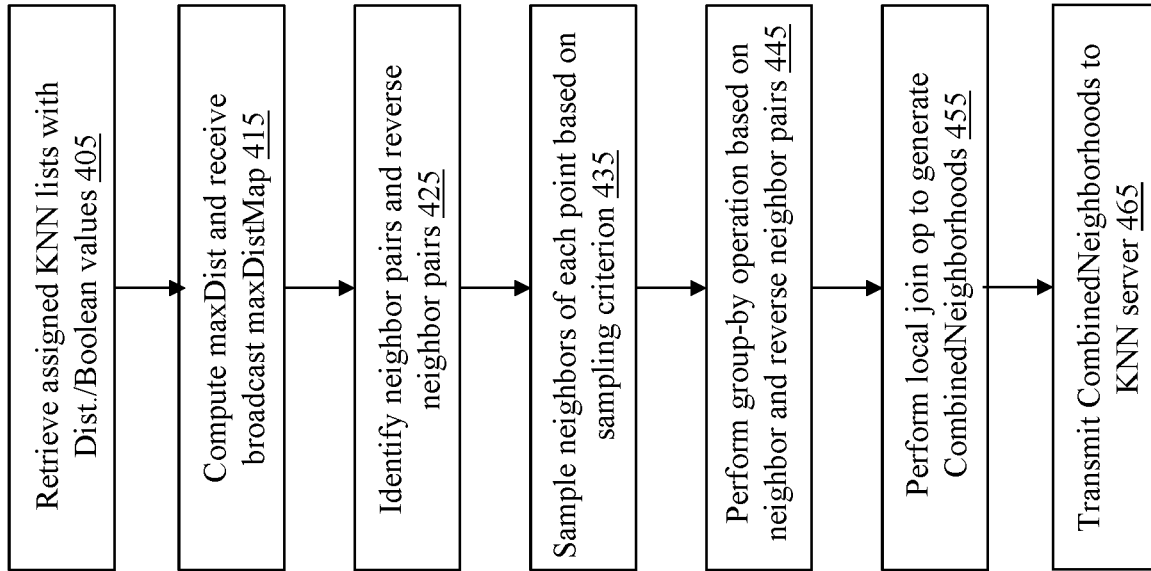 Retrieve assigned KNN lists with
Dist./Boolean values 405
Compute maxDist and receive
broadcast maxDistMap 415
Identify neighbor pairs and reverse
neighbor pairs 425
Sample neighbors of each point based on
sampling criterion 435
Perform group-by operation based on
neighbor and reverse neighbor pairs 445
Perform local join op to generate
CombinedNeighborhoods 455
Transmit CombinedNeighborhoods to
KNN server 465